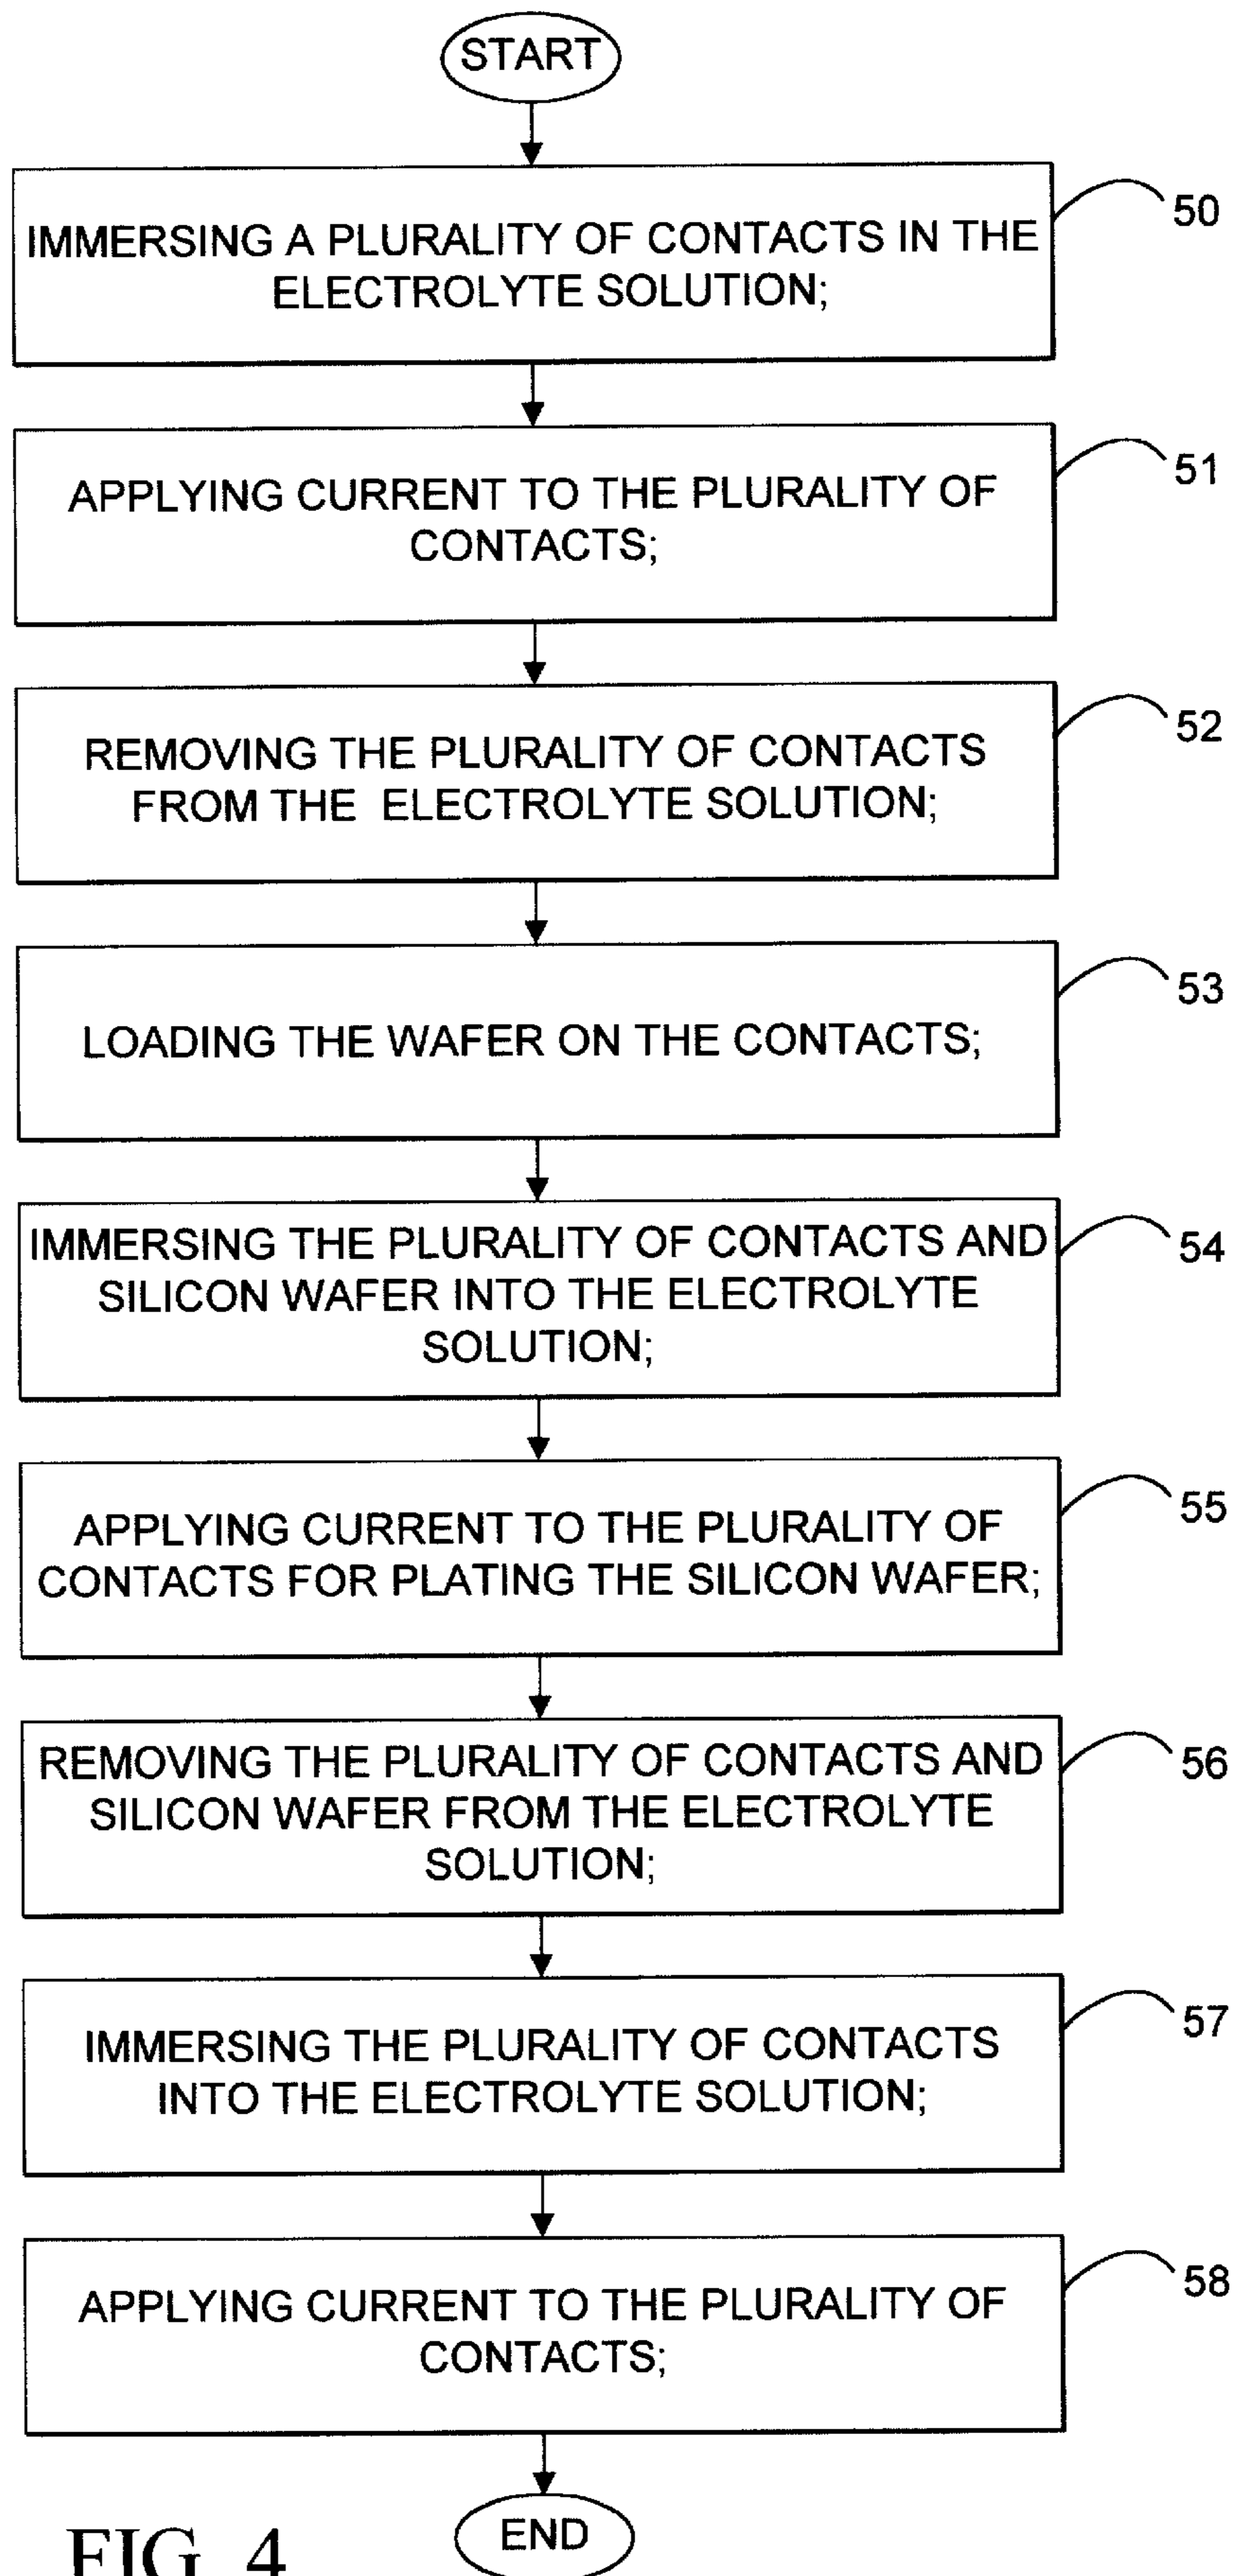 START
IMMERSING A PLURALITY OF CONTACTS IN THE
ELECTROLYTE SOLUTION;
50
APPLYING CURRENT TO THE PLURALITY OF
CONTACTS;
51
REMOVING THE PLURALITY OF CONTACTS
FROM THE ELECTROLYTE SOLUTION;
52
LOADING THE WAFER ON THE CONTACTS;
53
IMMERSING THE PLURALITY OF CONTACTS AND
SILICON WAFER INTO THE ELECTROLYTE
SOLUTION;
54
APPLYING CURRENT TO THE PLURALITY OF
CONTACTS FOR PLATING THE SILICON WAFER;
55
REMOVING THE PLURALITY OF CONTACTS AND
SILICON WAFER FROM THE ELECTROLYTE
SOLUTION;
56
IMMERSING THE PLURALITY OF CONTACTS
INTO THE ELECTROLYTE SOLUTION;
57
APPLYING CURRENT TO THE PLURALITY OF
CONTACTS;
58
END
FIG. 4